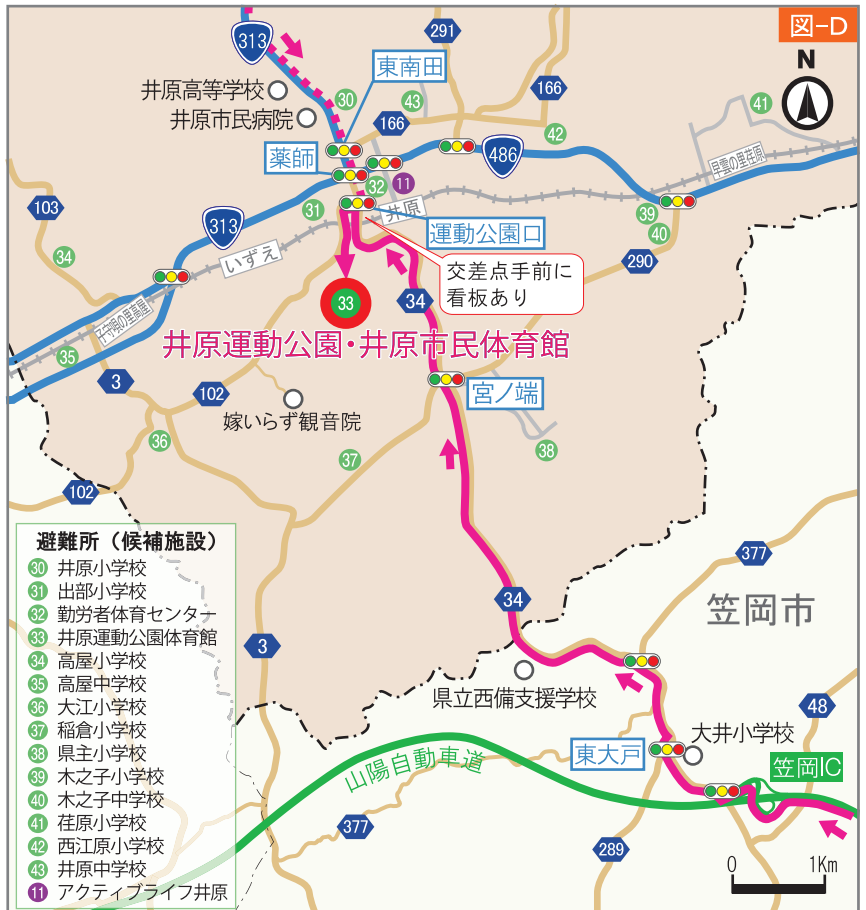 図-D
N
313
291
東南田
166
井原高等学校
30
43
41
井原市民病院
166
42
薬師
486
早雲の里荏原
32
11
103
313
31
井原
39
運動公園口
40
34
いずえ
290
交差点手前に
看板あり
34
33
子守唄の里高屋
井原運動公園・井原市民体育館
35
3
102
宮ノ端
嫁いらず観音院
36
38
37
102
避難所（候補施設）
30 井原小学校
31 出部小学校
32 勤労者体育センター
33 井原運動公園体育館
34 高屋小学校
35 高屋中学校
36 大江小学校
37 稲倉小学校
38 県主小学校
39 木之子小学校
40 木之子中学校
41 荏原小学校
42 西江原小学校
43 井原中学校
11 アクティブライフ井原
377
34
笠岡市
3
県立西備支援学校
48
大井小学校
東大戸
笠岡IC
山陽自動車道
377
289
0 1Km